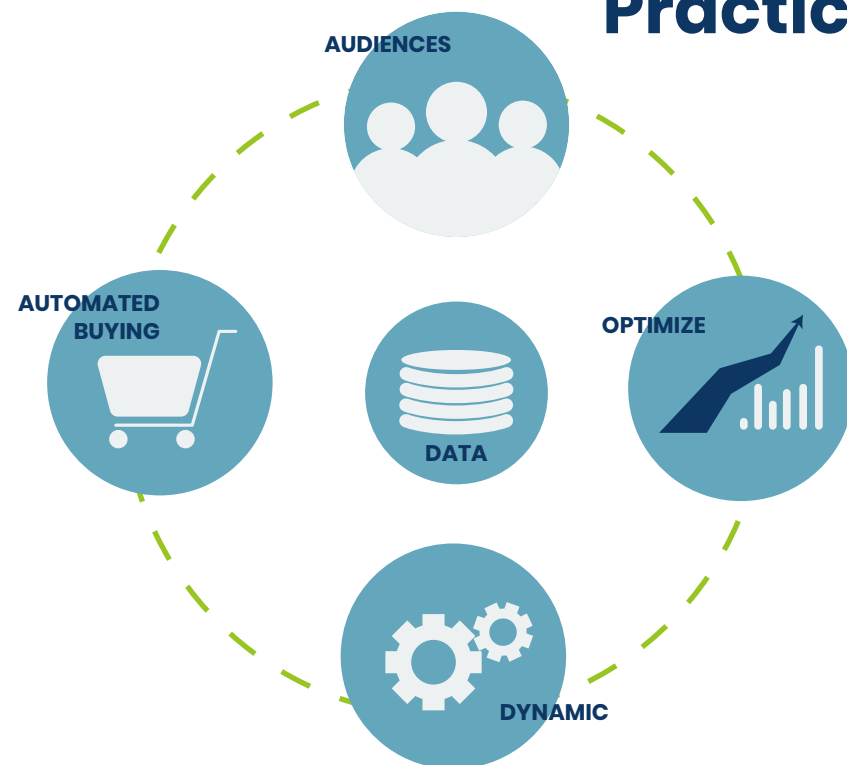 Practic
AUDIENCES
AUTOMATED
BUYING
OPTIMIZE
DATA
DYNAMIC